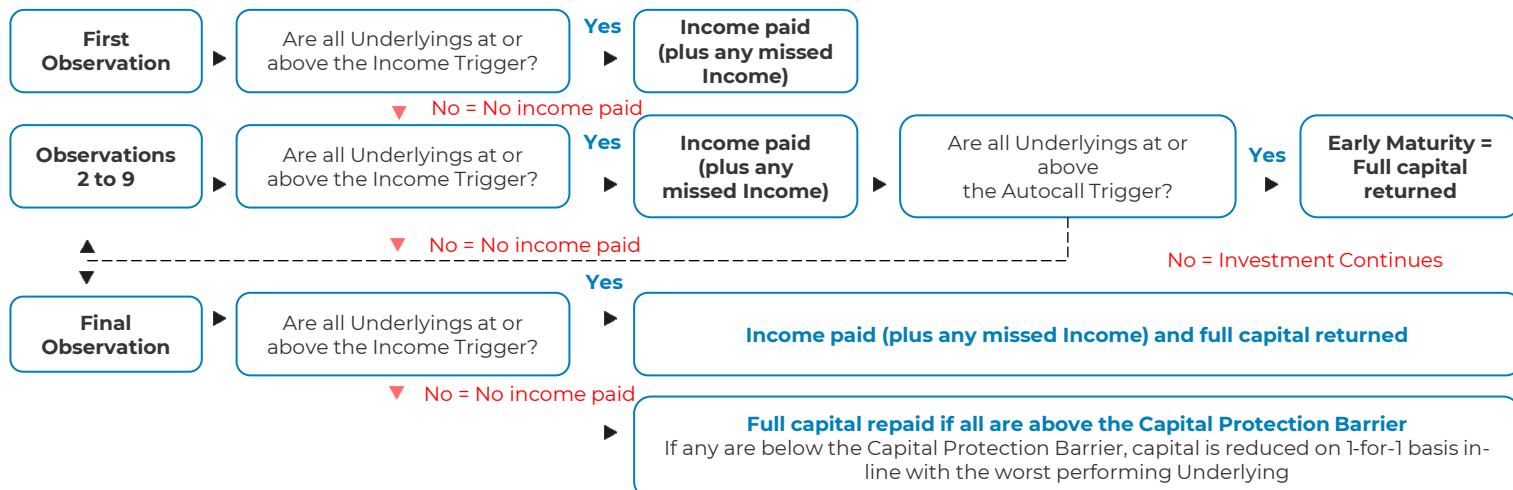 First
Observation
Are all Underlyings at or
above the Income Trigger?
Yes
Income paid
(plus any missed
Income)
No = No income paid
Observations
2 to 9
Are all Underlyings at or
above the Income Trigger?
Yes
Income paid
(plus any
missed Income)
Are all Underlyings at or
above
the Autocall Trigger?
Yes
Early Maturity =
Full capital
returned
No = No income paid
No = Investment Continues
Final
Observation
Are all Underlyings at or
above the Income Trigger?
Yes
Income paid (plus any missed Income) and full capital returned
No = No income paid
Full capital repaid if all are above the Capital Protection Barrier
If any are below the Capital Protection Barrier, capital is reduced on 1-for-1 basis in-
line with the worst performing Underlying